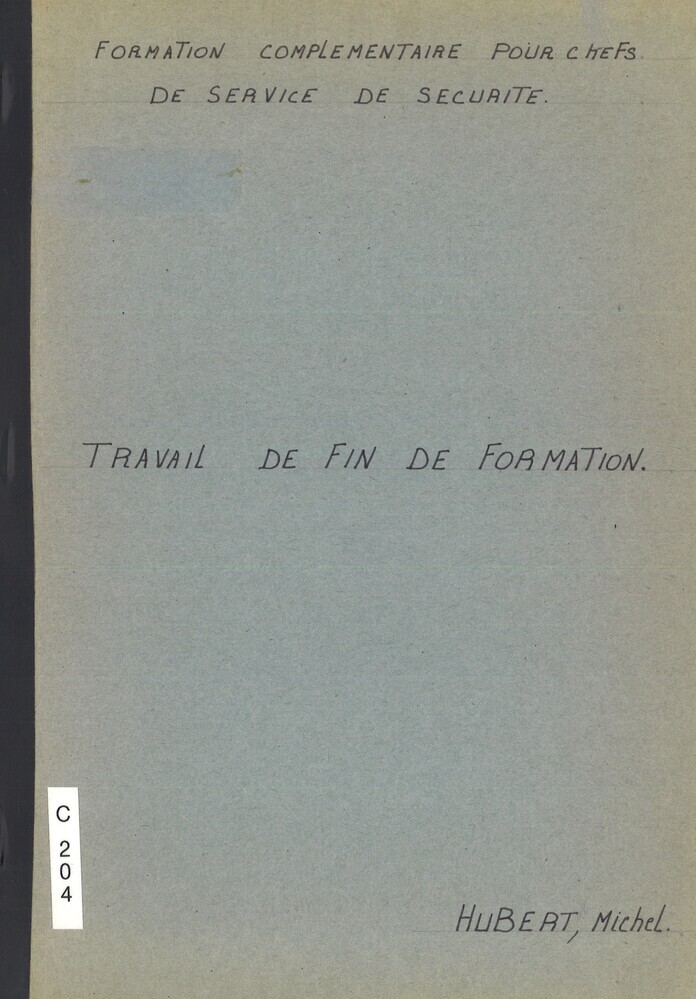 FORMATION COMPLEMENTAIRE POUR CHEFS
DE SERVICE DE SECURITE.
TRAVAIL DE FIN DE FORMATION.
C
2
0
4
HUBERT, Michel.